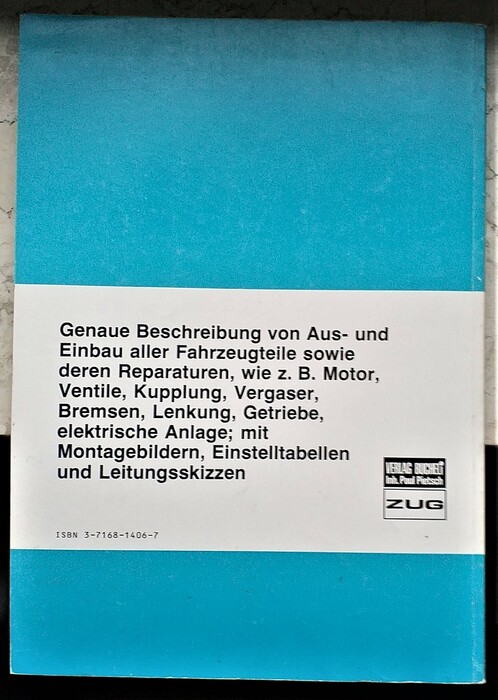 Genaue Beschreibung von Aus- und
Einbau aller Fahrzeugteile sowie
deren Reparaturen, wie z. B. Motor,
Ventile, Kupplung, Vergaser,
Bremsen, Lenkung, Getriebe,
elektrische Anlage; mit
Montagebildern, Einstelltabellen
und Leitungsskizzen
VERLAG BUCHELI
Inh. Paul Pietsch
ZUG
ISBN 3-7168-1406-7